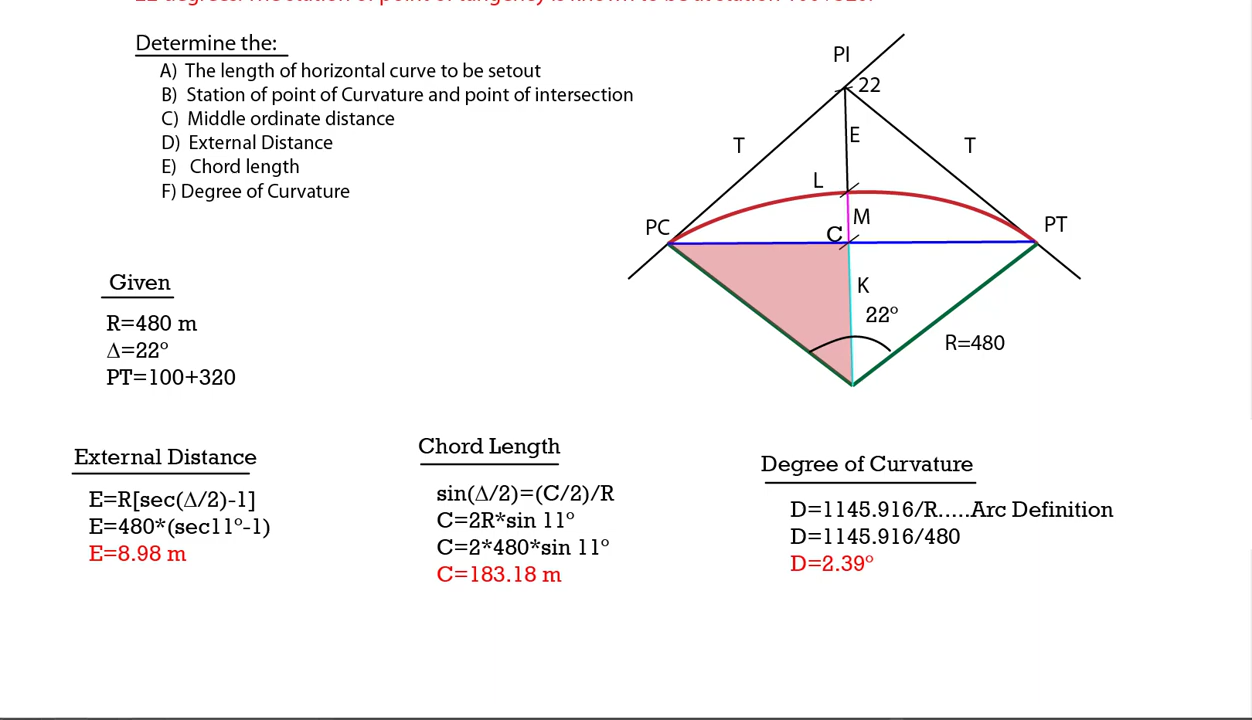 Determine the:
A) The length of horizontal curve to be setout
B) Station of point of Curvature and point of intersection
C) Middle ordinate distance
D) External Distance
E) Chord length
F) Degree of Curvature
PI
22
E
T
T
L
M
PC
C
PT
K
22°
R=480
Given
R=480 m
Δ=22°
PT=100+320
External Distance
E=R[sec(Δ/2)-1]
E=480*(sec11°-1)
E=8.98 m
Chord Length
sin(Δ/2)=(C/2)/R
C=2R*sin 11°
C=2*480*sin 11°
C=183.18 m
Degree of Curvature
D=1145.916/R.....Arc Definition
D=1145.916/480
D=2.39°